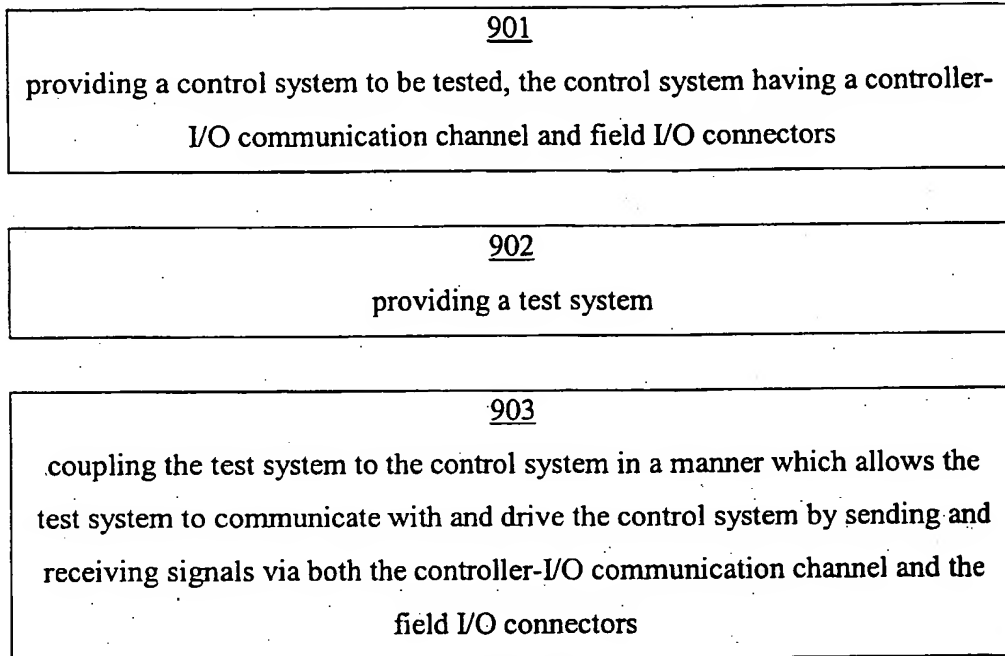 901
providing a control system to be tested, the control system having a controller-
I/O communication channel and field I/O connectors
902
providing a test system
903
coupling the test system to the control system in a manner which allows the
test system to communicate with and drive the control system by sending and
receiving signals via both the controller-I/O communication channel and the
field I/O connectors